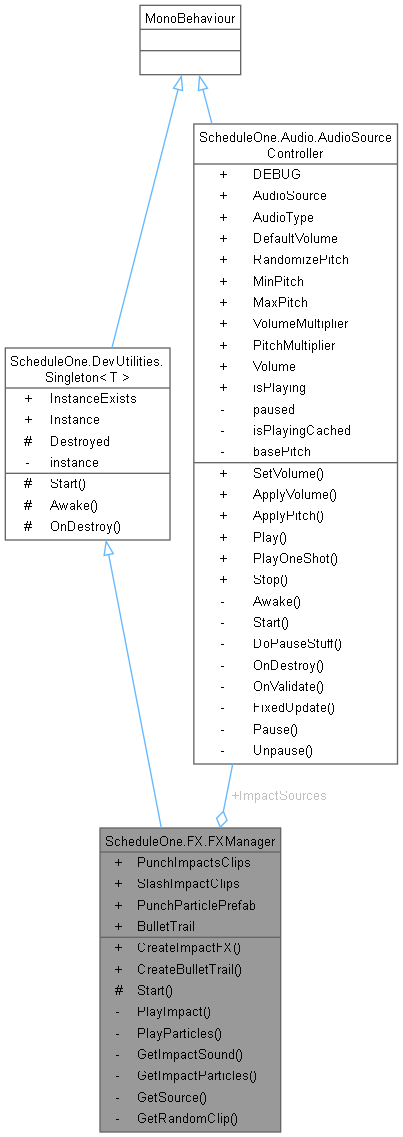 MonoBehaviour
ScheduleOne.Audio.AudioSource
Controller
+ DEBUG
+ AudioSource
+ AudioType
+ DefaultVolume
+ RandomizePitch
+ MinPitch
+ MaxPitch
+ VolumeMultiplier
+ PitchMultiplier
+ Volume
+ isPlaying
- paused
- isPlayingCached
- basePitch
+ SetVolume()
+ ApplyVolume()
+ ApplyPitch()
+ Play()
+ PlayOneShot()
+ Stop()
- Awake()
- Start()
- DoPauseStuff()
- OnDestroy()
- OnValidate()
- FixedUpdate()
- Pause()
- Unpause()
ScheduleOne.DevUtilities.
Singleton< T >
+ InstanceExists
+ Instance
# Destroyed
- instance
# Start()
# Awake()
# OnDestroy()
+ImpactSources
ScheduleOne.FX.FXManager
+ PunchImpactsClips
+ SlashImpactClips
+ PunchParticlePrefab
+ BulletTrail
+ CreateImpactFX()
+ CreateBulletTrail()
# Start()
- PlayImpact()
- PlayParticles()
- GetImpactSound()
- GetImpactParticles()
- GetSource()
- GetRandomClip()